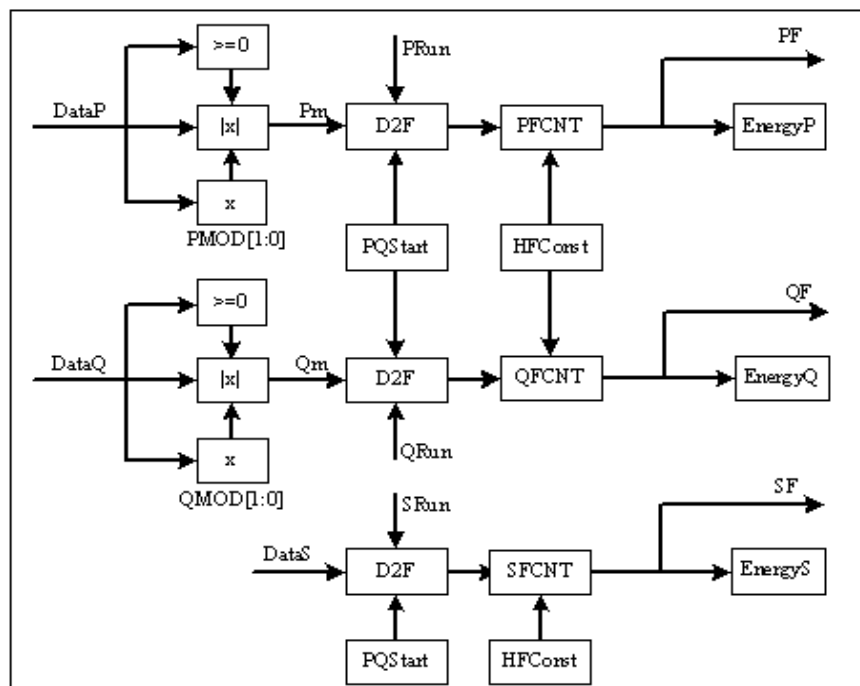 >=0
PRun
PF
DataP
|x|
Pm
D2F
PFCNT
EnergyP
x
PMOD[1:0]
PQStart
HFConst
>=0
QF
DataQ
|x|
Qm
D2F
QFCNT
EnergyQ
x
QRun
QMOD[1:0]
SRun
SF
DataS
D2F
SFCNT
EnergyS
PQStart
HFConst